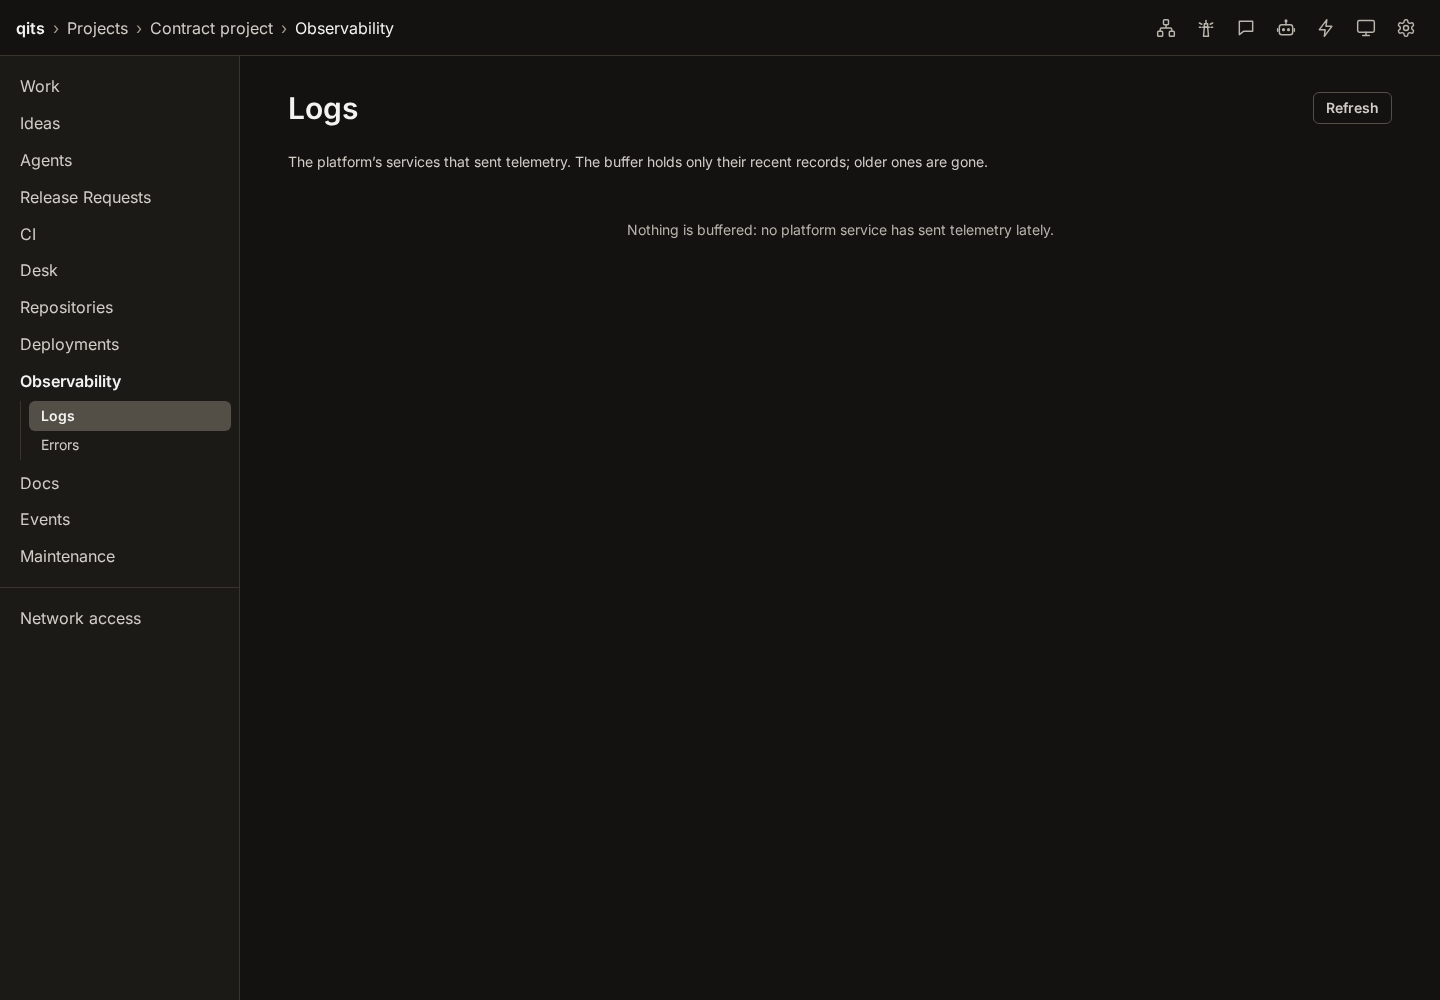 qits › Projects › Contract project › Observability
Work
Ideas
Agents
Release Requests
CI
Desk
Repositories
Deployments
Observability
Logs
Errors
Docs
Events
Maintenance
Network access
Logs
Refresh
The platform’s services that sent telemetry. The buffer holds only their recent records; older ones are gone.
Nothing is buffered: no platform service has sent telemetry lately.